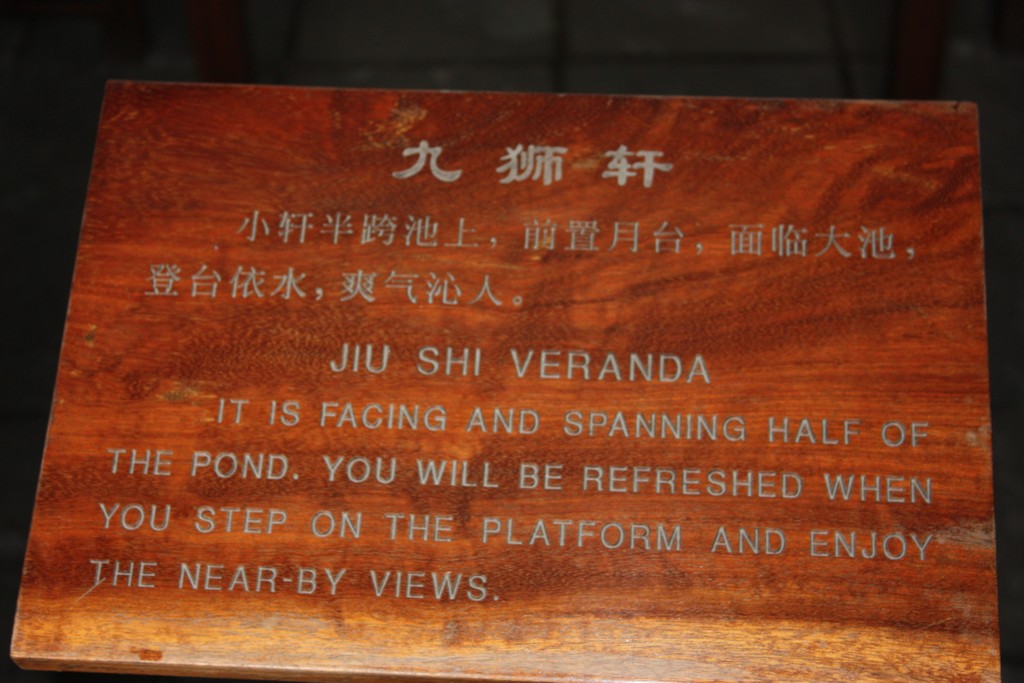 九狮轩
小轩半跨池上，前置月台，面临大池，
登台依水，爽气沁人。
JIU SHI VERANDA
IT IS FACING AND SPANNING HALF OF
THE POND. YOU WILL BE REFRESHED WHEN
YOU STEP ON THE PLATFORM AND ENJOY
THE NEAR-BY VIEWS.